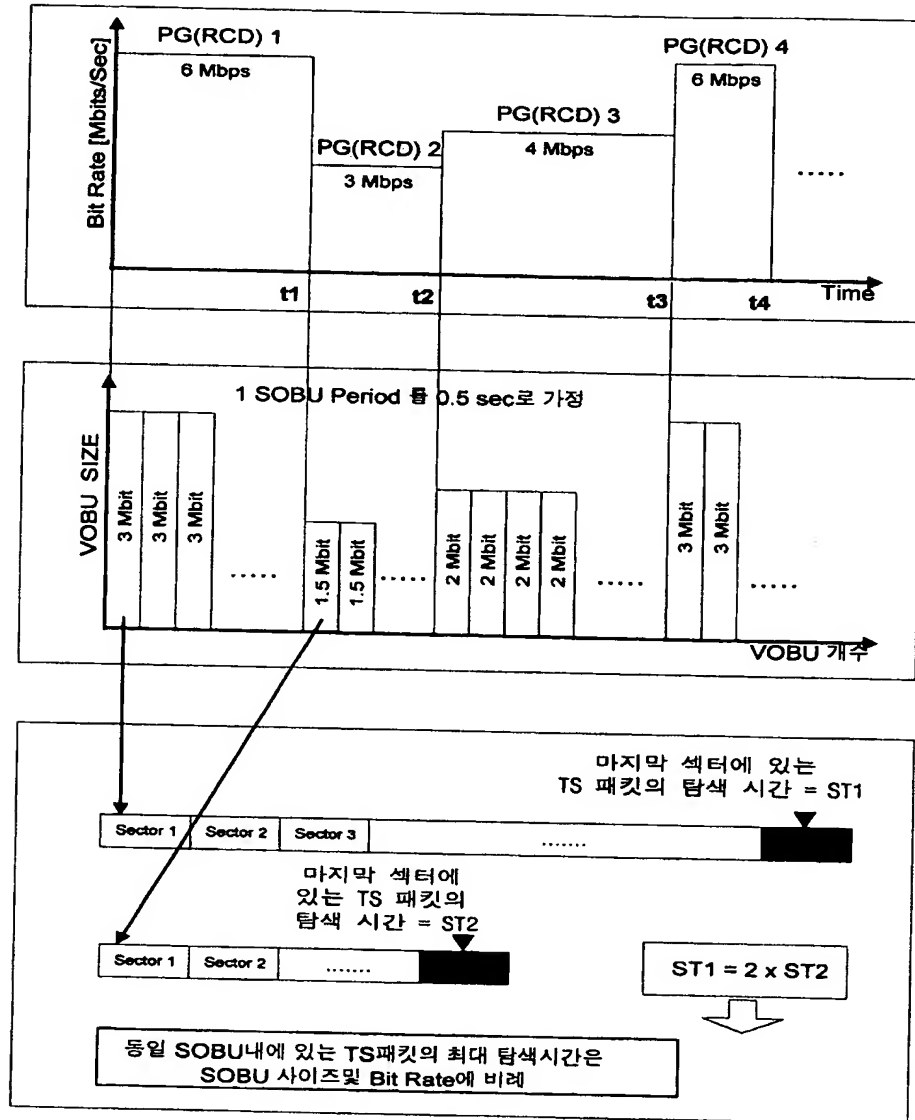 Bit Rate [Mbits/Sec]
PG(RCD) 1
6 Mbps
PG(RCD) 2
3 Mbps
PG(RCD) 3
4 Mbps
PG(RCD) 4
6 Mbps
.....
t1
t2
t3
t4
Time
1 SOBU Period 를 0.5 sec로 가정
VOBU SIZE
3 Mbit
3 Mbit
3 Mbit
.....
1.5 Mbit
1.5 Mbit
.....
2 Mbit
2 Mbit
2 Mbit
2 Mbit
.....
3 Mbit
3 Mbit
.....
VOBU 개수
마지막 섹터에 있는
TS 패킷의 탐색 시간 = ST1
Sector 1
Sector 2
Sector 3
.......
마지막 섹터에
있는 TS 패킷의
탐색 시간 = ST2
Sector 1
Sector 2
.......
ST1 = 2 x ST2
동일 SOBU내에 있는 TS패킷의 최대 탐색시간은
SOBU 사이즈및 Bit Rate에 비례